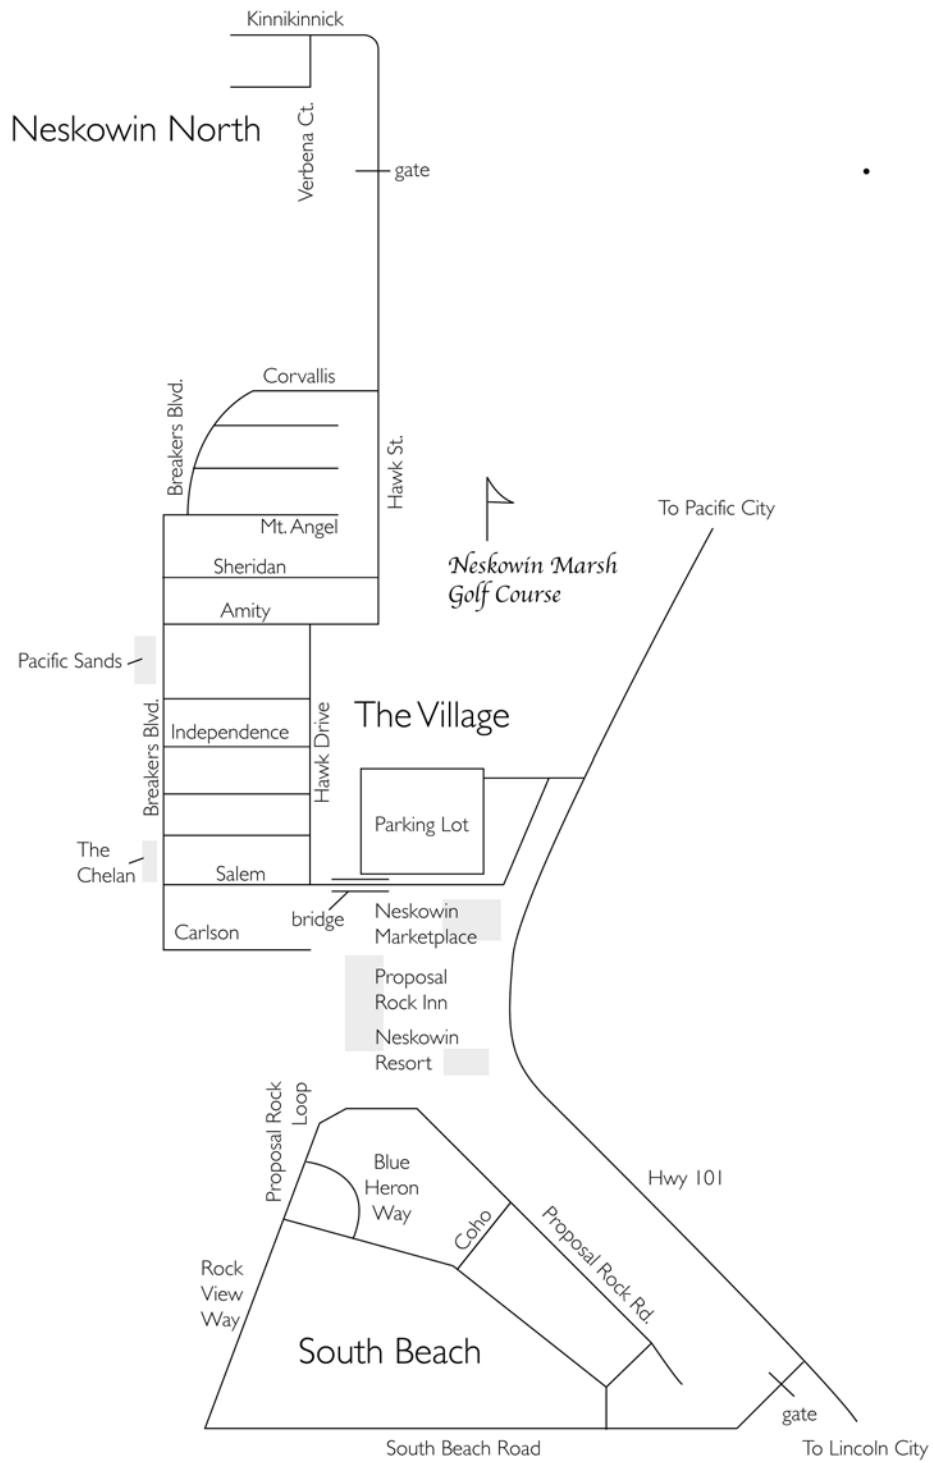 Kinnikinnick
Neskowin North
Verbena Ct.
gate
Corvallis
Breakers Blvd.
Hawk St.
Mt. Angel
To Pacific City
Neskowin Marsh
Golf Course
Sheridan
Amity
Pacific Sands
The Village
Independence
Breakers Blvd.
Hawk Drive
Parking Lot
The
Chelan
Salem
bridge
Neskowin
Marketplace
Carlson
Proposal
Rock Inn
Neskowin
Resort
Proposal Rock
Loop
Blue
Heron
Way
Hwy 101
Coho
Proposal Rock Rd.
Rock
View
Way
South Beach
gate
South Beach Road
To Lincoln City